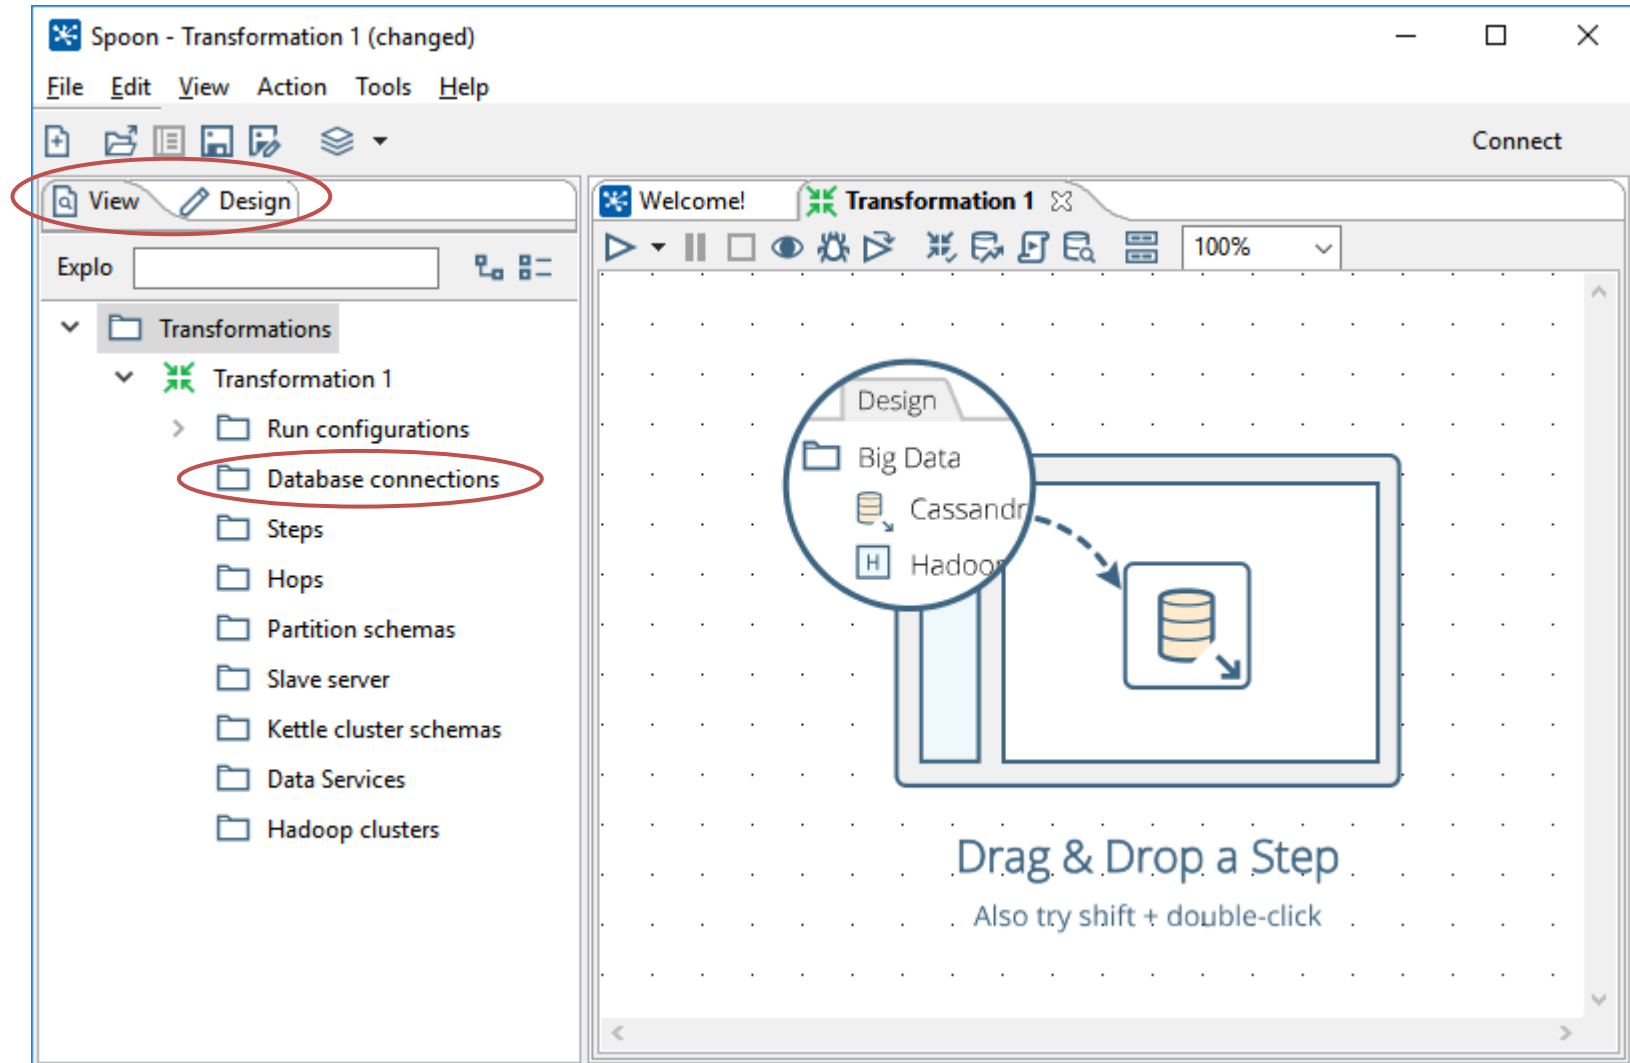 Spoon - Transformation 1 (changed)
File Edit View Action Tools Help
Connect
View Design
Explo
Transformations
Transformation 1
Run configurations
Database connections
Steps
Hops
Partition schemas
Slave server
Kettle cluster schemas
Data Services
Hadoop clusters
Welcome! Transformation 1
100%
Design
Big Data
Cassandr
H Hadoop
Drag & Drop a Step
Also try shift + double-click